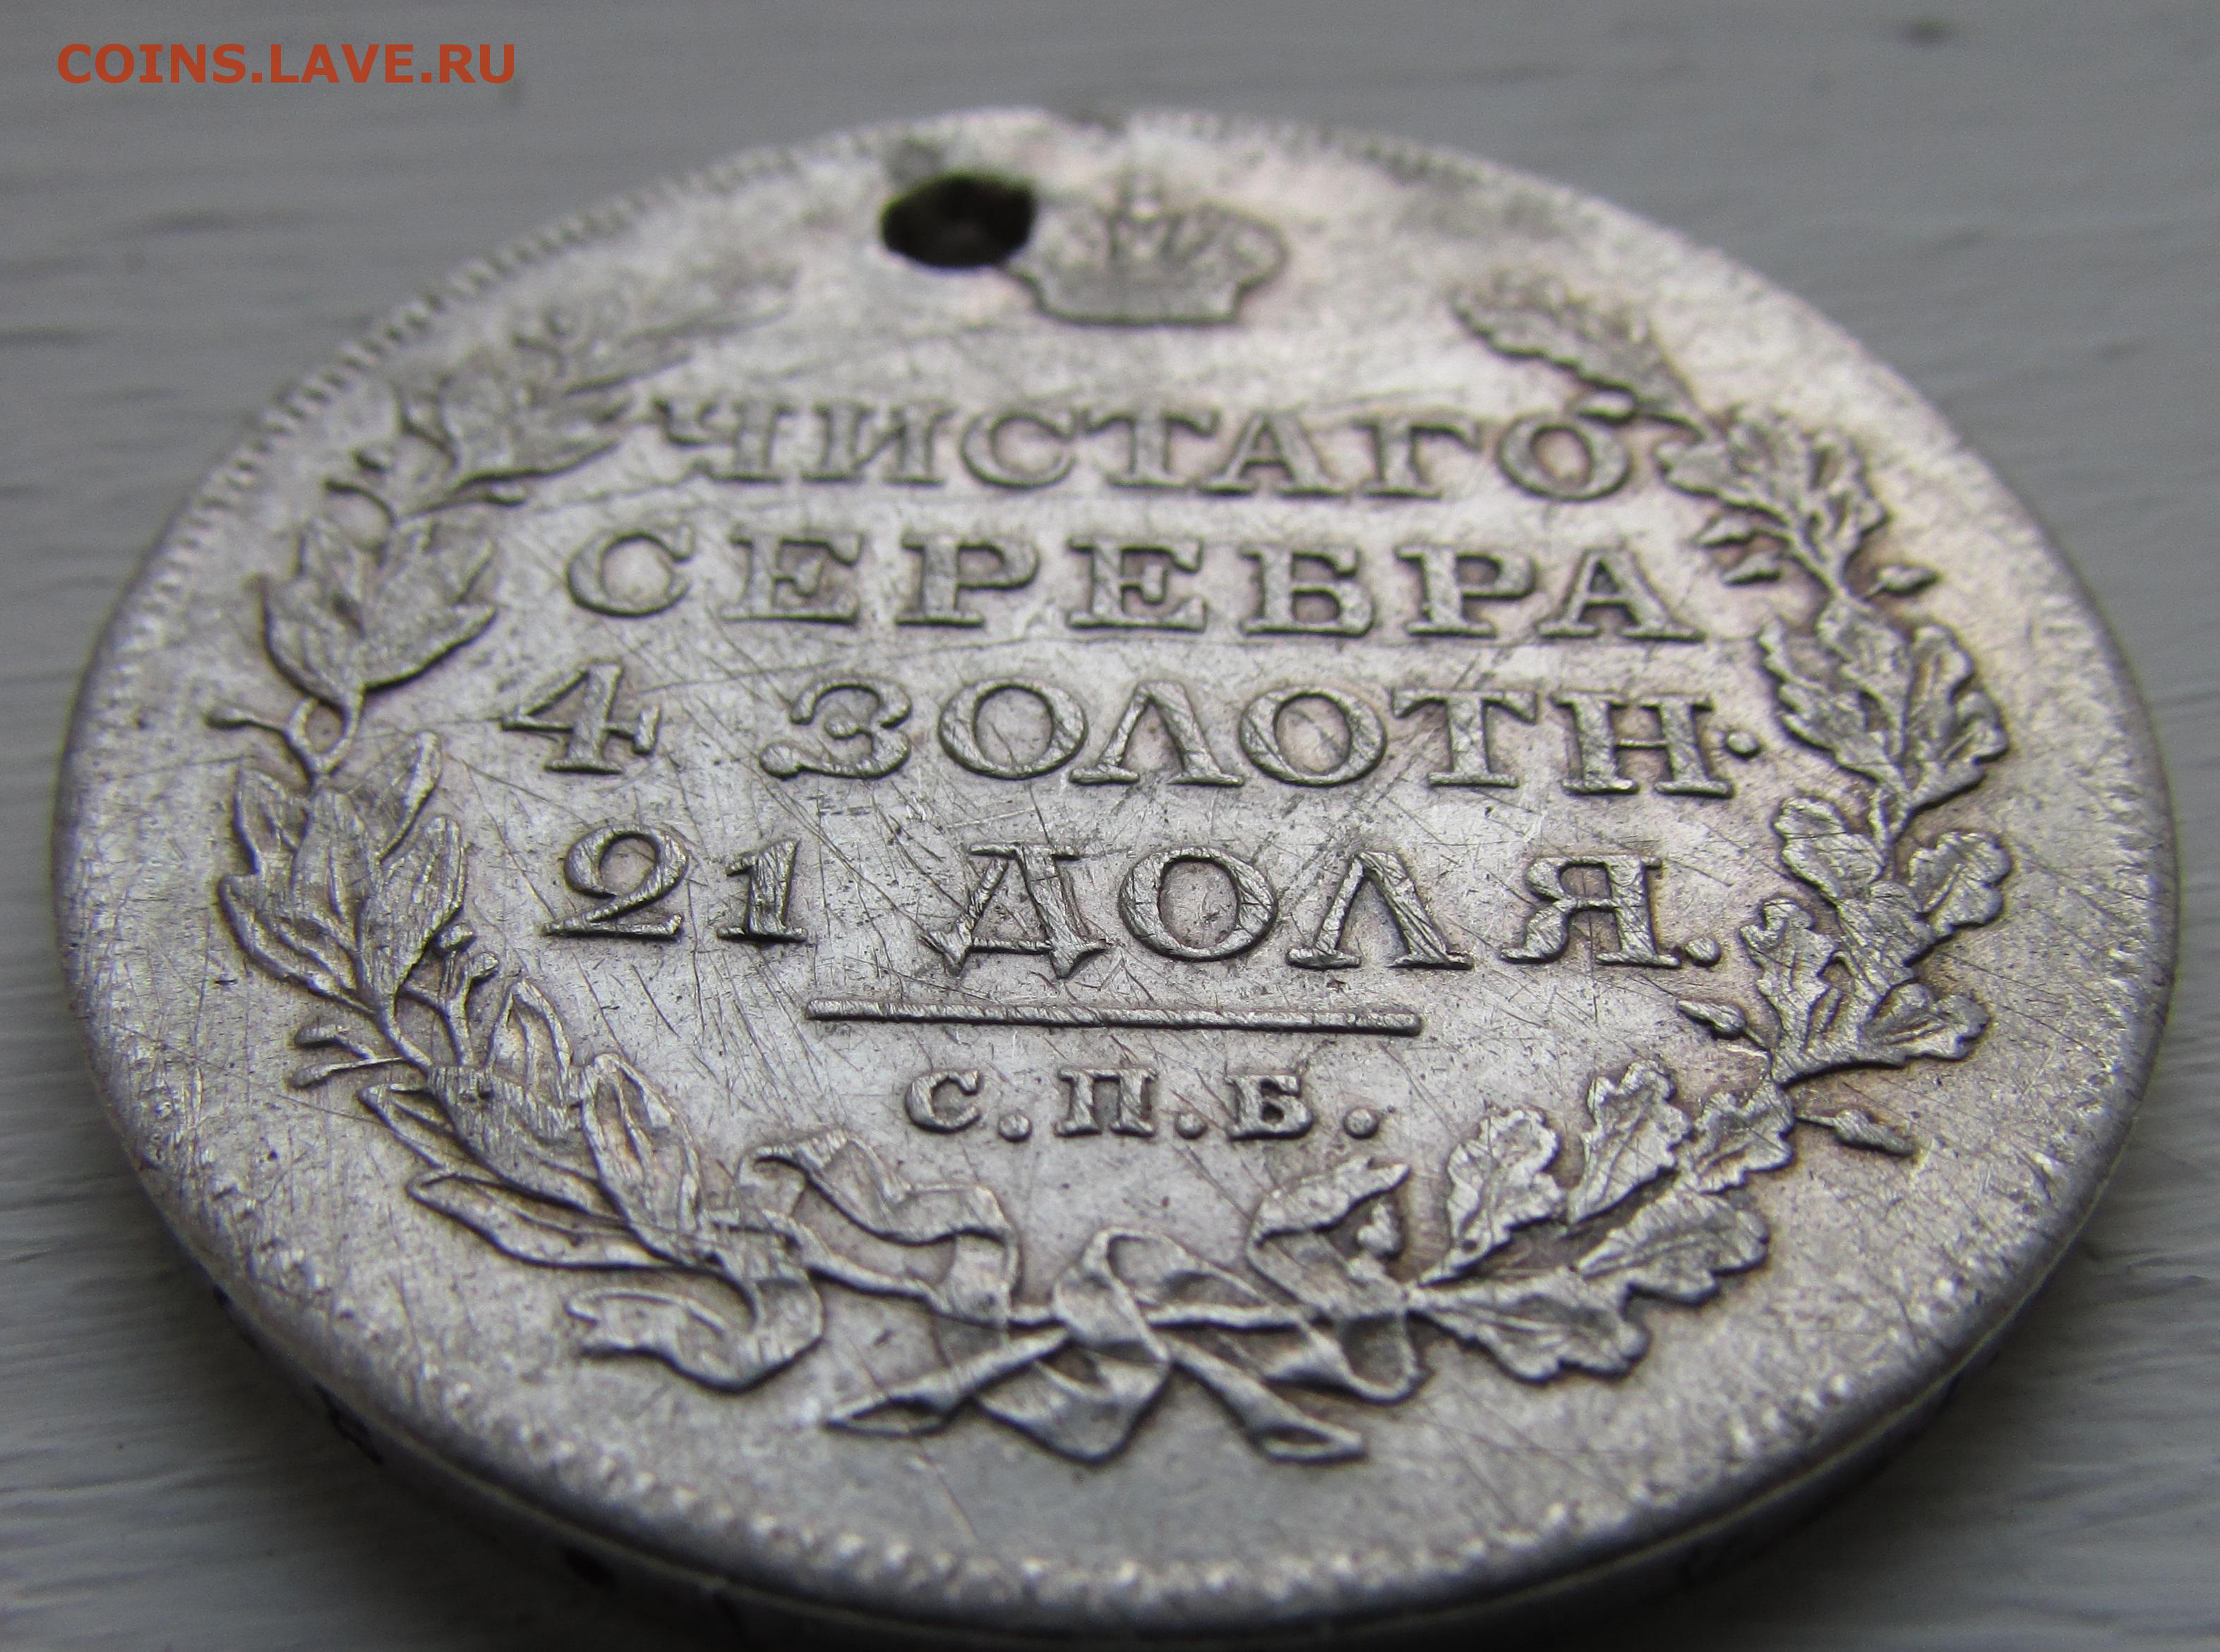 COINS.LAVE.RU
ЧИСТАГО
СЕРЕБРА
4 ЗОЛОТН.
21 ДОЛЯ.
С.П.Б.